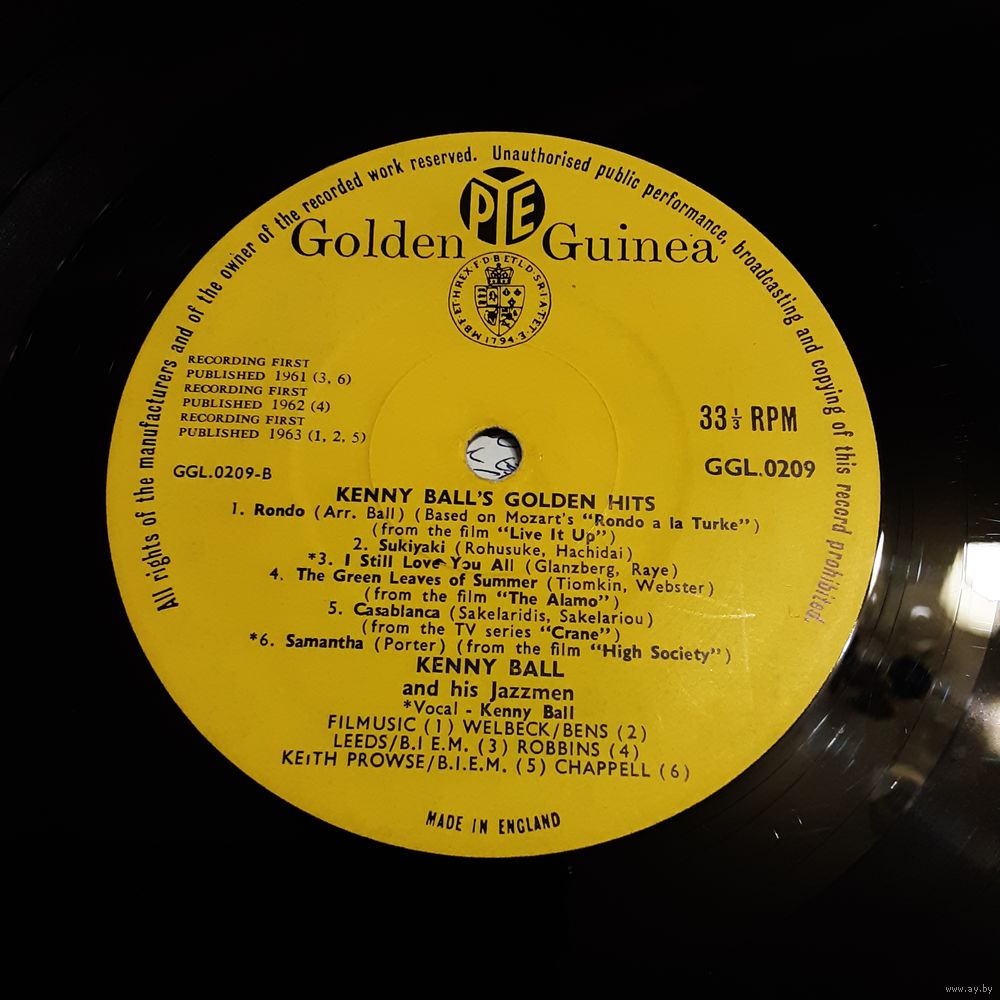 All rights of the manufacturers and of the owner of the recorded work reserved. Unauthorised public performance, broadcasting and copying of this record prohibited.
PYE
Golden Guinea
RECORDING FIRST
PUBLISHED 1961 (3, 6)
RECORDING FIRST
PUBLISHED 1962 (4)
RECORDING FIRST
PUBLISHED 1963 (1, 2, 5)
33⅓ RPM
GGL.0209-B
GGL.0209
KENNY BALL'S GOLDEN HITS
1. Rondo (Arr. Ball) (Based on Mozart's "Rondo a la Turke")
(from the film "Live It Up")
2. Sukiyaki (Rohusuke, Hachidai)
*3. I Still Love You All (Glanzberg, Raye)
4. The Green Leaves of Summer (Tiomkin, Webster)
(from the film "The Alamo")
5. Casablanca (Sakelaridis, Sakelariou)
(from the TV series "Crane")
*6. Samantha (Porter) (from the film "High Society")
KENNY BALL
and his Jazzmen
*Vocal - Kenny Ball
FILMUSIC (1) WELBECK/BENS (2)
LEEDS/B.I E.M. (3) ROBBINS (4)
KEITH PROWSE/B.I.E.M. (5) CHAPPELL (6)
MADE IN ENGLAND
www.ay.by